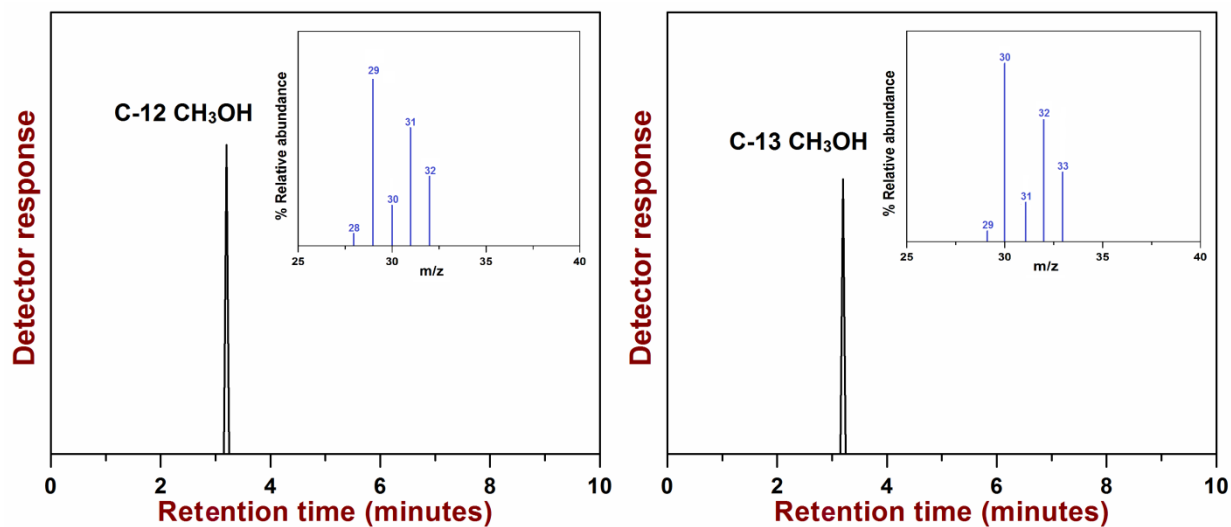 Detector response
C-12 CH₃OH
% Relative abundance
28
29
30
31
32
25 30 35 40
m/z
0 2 4 6 8 10
Retention time (minutes)
Detector response
C-13 CH₃OH
% Relative abundance
29
30
31
32
33
25 30 35 40
m/z
0 2 4 6 8 10
Retention time (minutes)